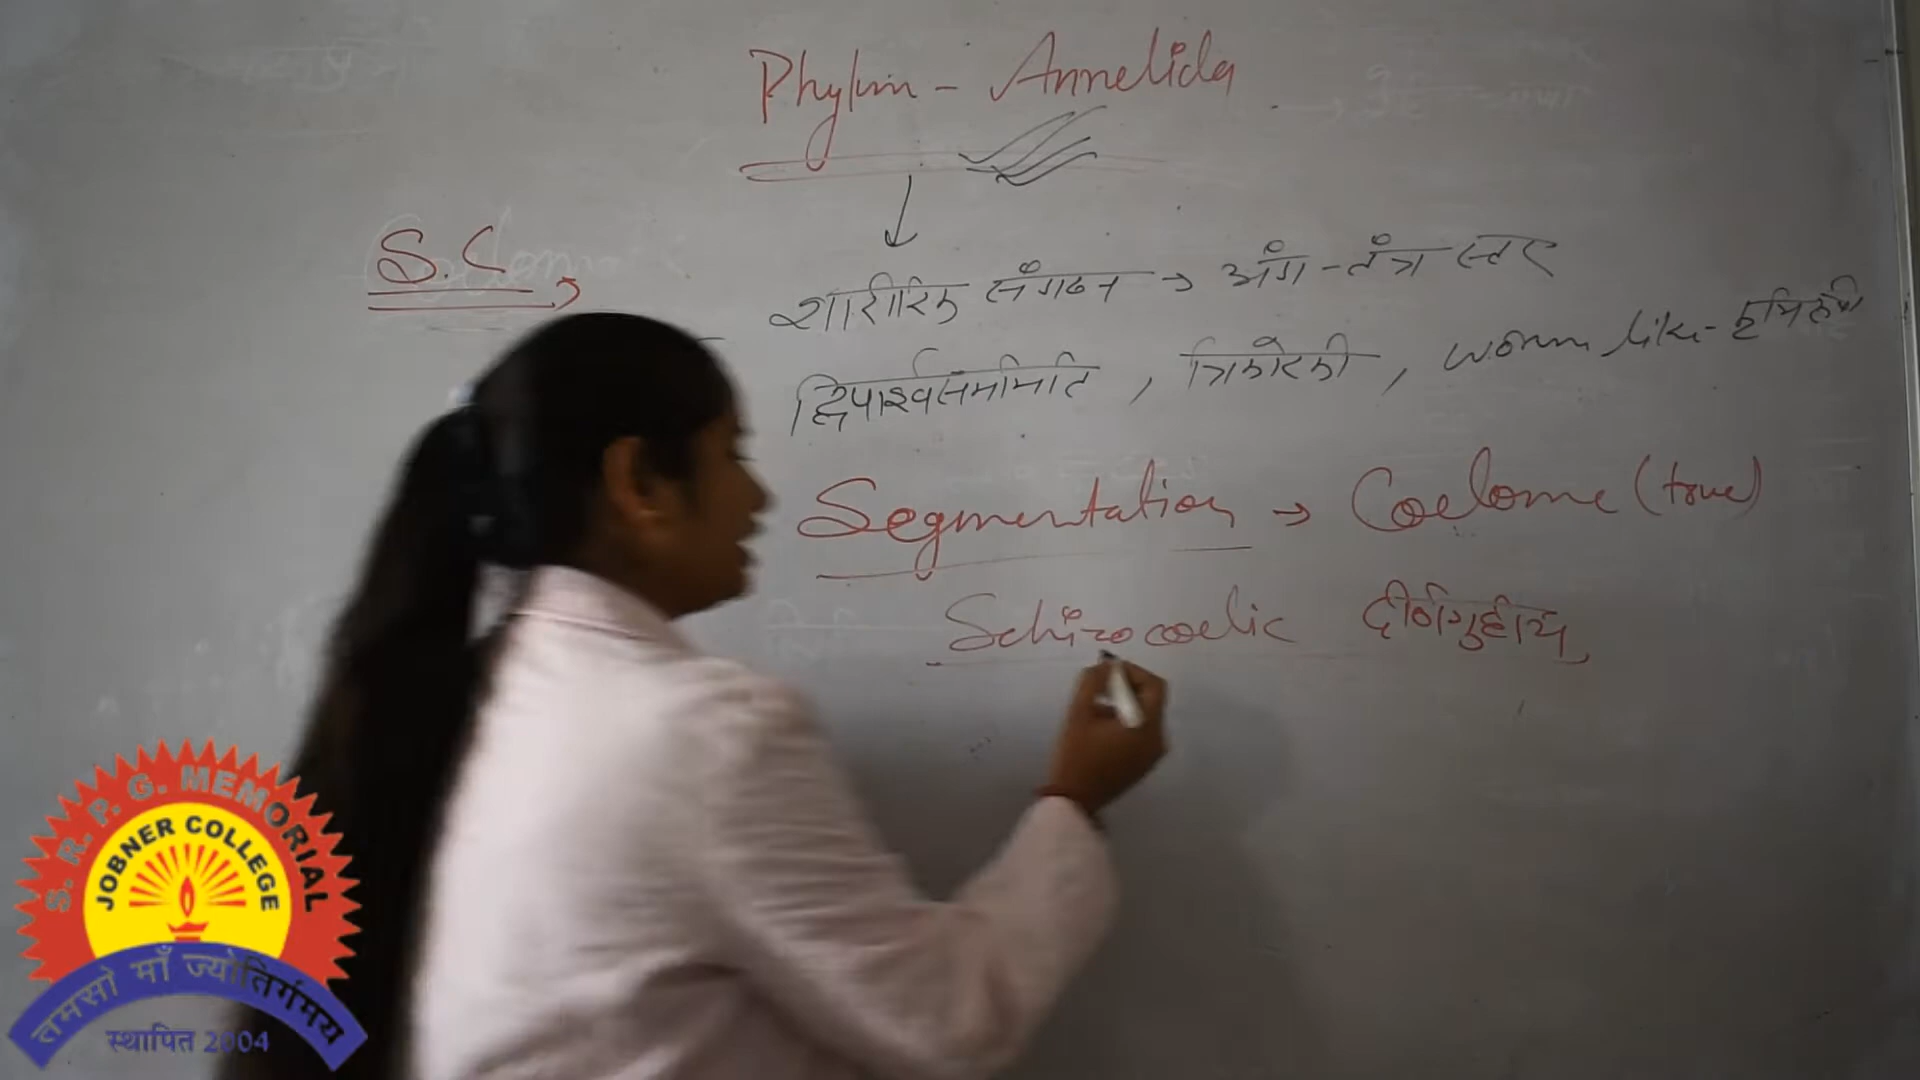 Phylum - Annelida
S.C
शारीरिक संगठन → अंग-तंत्र स्तर
द्विपार्श्वसममिति, त्रिकोरकी, worm like-
Segmentation → Coelome (true)
Schizocoelic दीर्णगुहीय
S. R. P. G. MEMORIAL
JOBNER COLLEGE
तमसो माँ ज्योतिर्गमय
स्थापित 2004